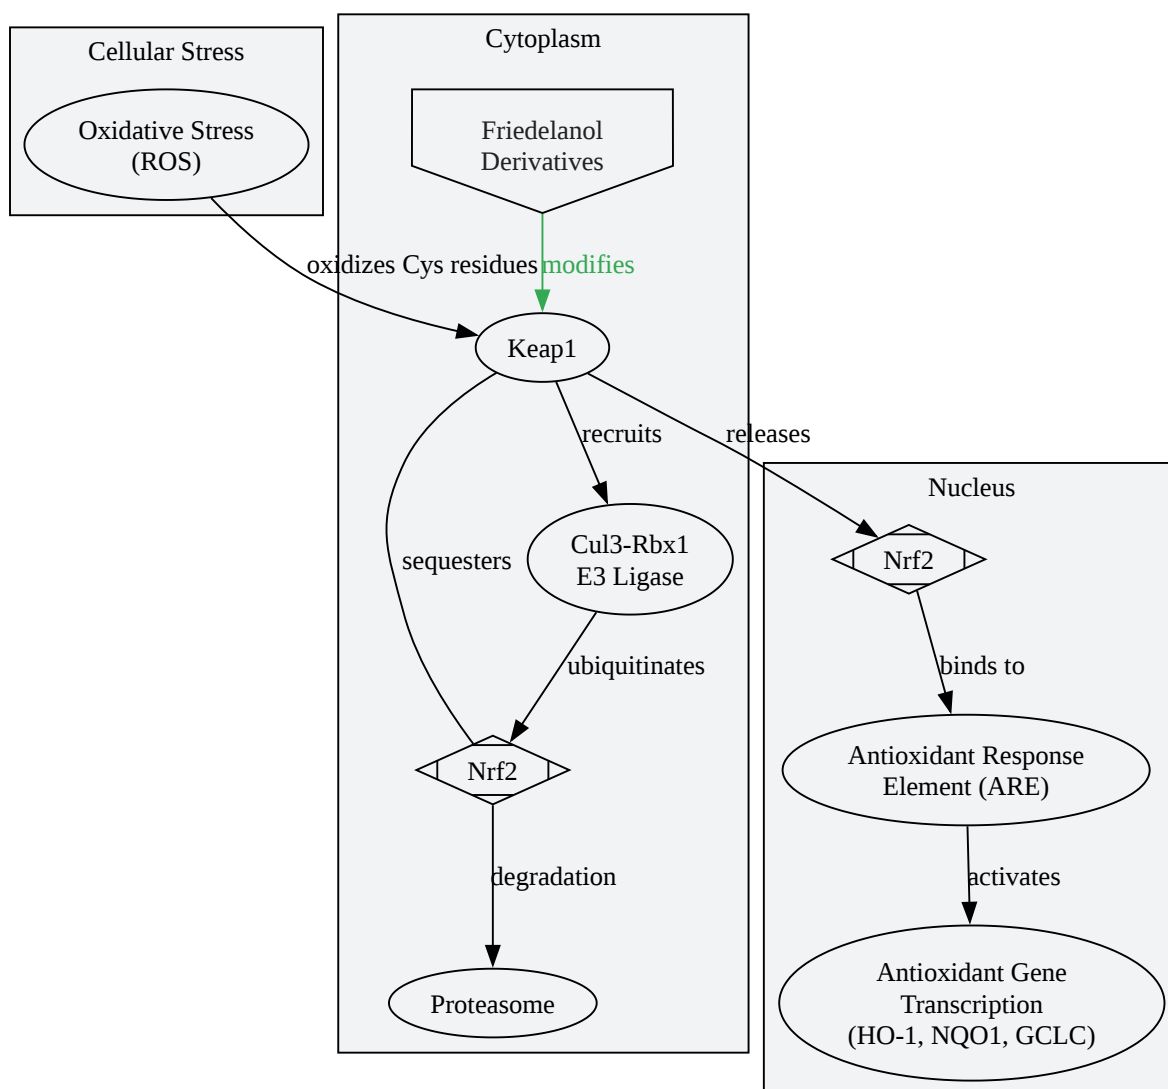 Cellular Stress
Oxidative Stress
(ROS)
Cytoplasm
Friedelanol
Derivatives
oxidizes Cys residues
modifies
Keap1
recruits
releases
sequesters
Cul3-Rbx1
E3 Ligase
ubiquitinates
Nrf2
degradation
Proteasome
Nucleus
Nrf2
binds to
Antioxidant Response
Element (ARE)
activates
Antioxidant Gene
Transcription
(HO-1, NQO1, GCLC)